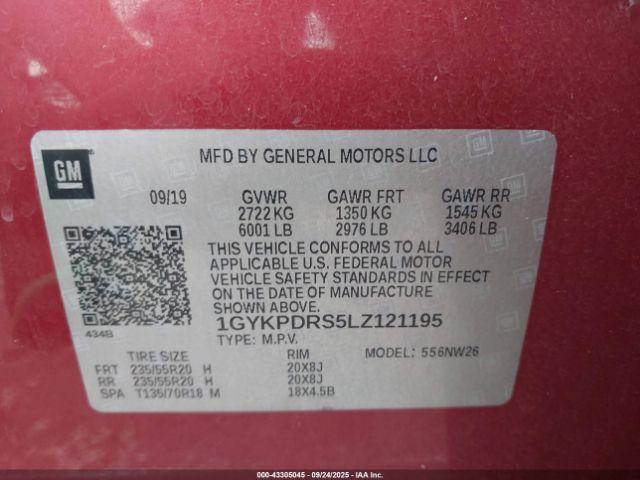 GM
MFD BY GENERAL MOTORS LLC
09/19 GVWR GAWR FRT GAWR RR
2722 KG 1350 KG 1545 KG
6001 LB 2976 LB 3406 LB
THIS VEHICLE CONFORMS TO ALL
APPLICABLE U.S. FEDERAL MOTOR
VEHICLE SAFETY STANDARDS IN EFFECT
ON THE DATE OF MANUFACTURE
SHOWN ABOVE.
434B
1GYKPDRS5LZ121195
TYPE: M.P.V.
TIRE SIZE RIM MODEL: 556NW26
FRT 235/55R20 H 20X8J
RR 235/55R20 H 20X8J
SPA T135/70R18 M 18X4.5B
000-43305045 - 09/24/2025 - Copyright IAA, Inc.